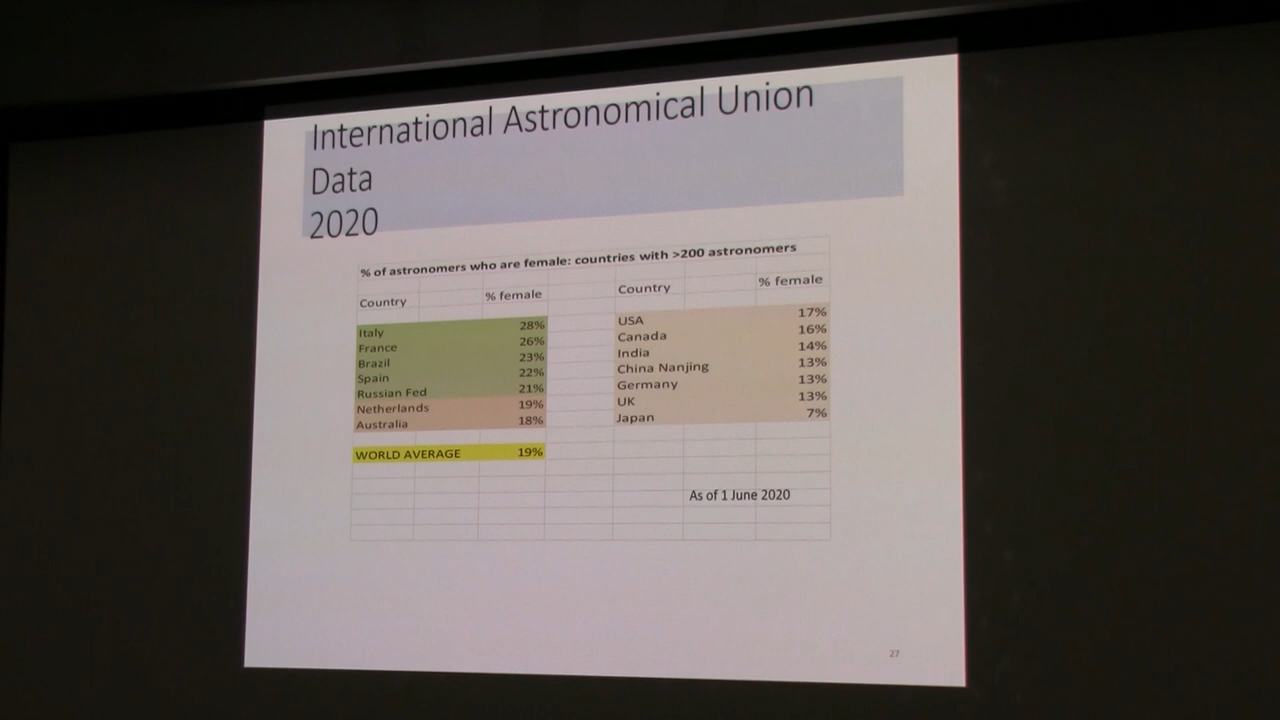 International Astronomical Union
Data
2020
% of astronomers who are female: countries with >200 astronomers
Country % female
Italy 28%
France 26%
Brazil 23%
Spain 22%
Russian Fed 21%
Netherlands 19%
Australia 18%
WORLD AVERAGE 19%
Country % female
USA 17%
Canada 16%
India 14%
China Nanjing 13%
Germany 13%
UK 13%
Japan 7%
As of 1 June 2020
27